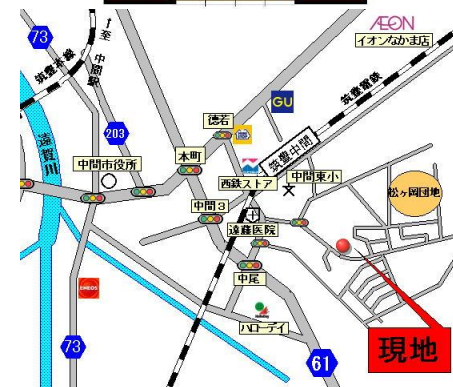 73
筑豊本線
至 中間駅
ÆON
イオンなかま店
GU
筑豊電鉄
徳若
203
遠賀川
筑豊中間
中間市役所
本町
西鉄ストア
中間東小
松ヶ岡団地
中間3
遠藤医院
中尾
ENEOS
ハローデイ
73
61
現地